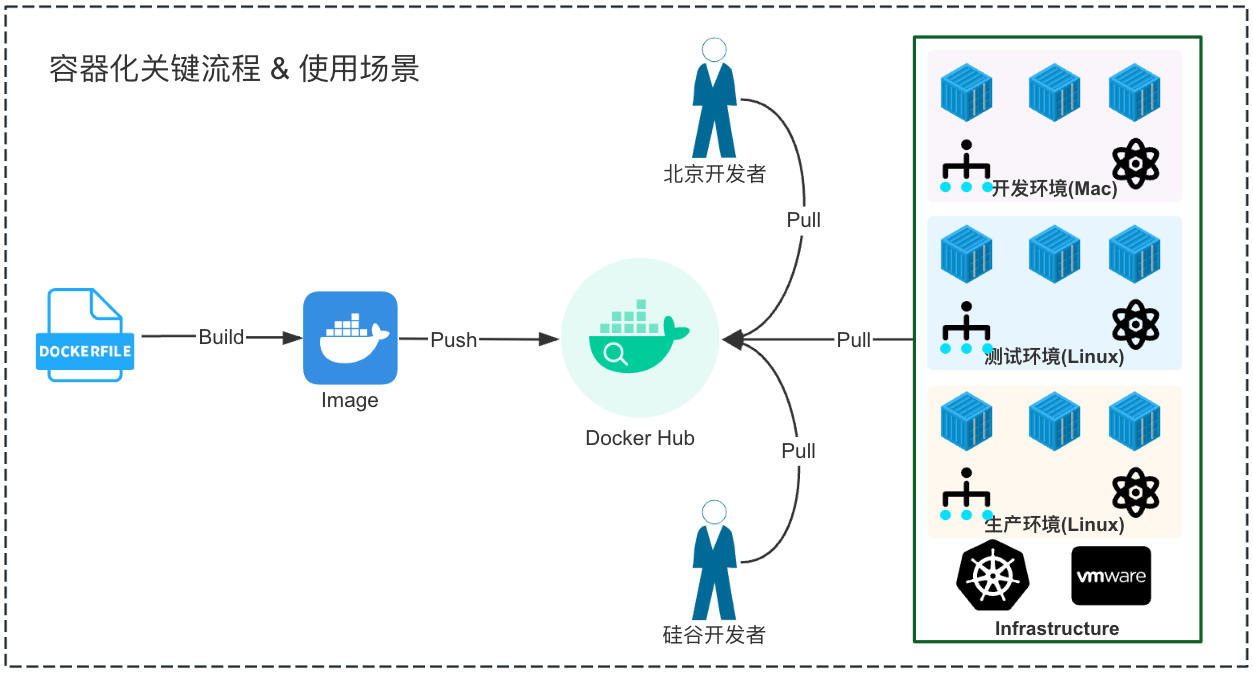 容器化关键流程 & 使用场景
北京开发者
开发环境(Mac)
Pull
DOCKERFILE
Build
Image
Push
Docker Hub
Pull
测试环境(Linux)
Pull
硅谷开发者
生产环境(Linux)
vmware
Infrastructure